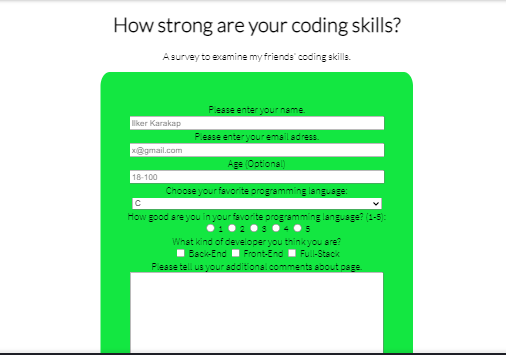 How strong are your coding skills?
A survey to examine my friends' coding skills.
Please enter your name.
Ilker Karakap
Please enter your email adress.
x@gmail.com
Age (Optional)
18-100
Choose your favorite programming language:
C
How good are you in your favorite programming language? (1-5):
1 2 3 4 5
What kind of developer you think you are?
Back-End Front-End Full-Stack
Please tell us your additional comments about page.